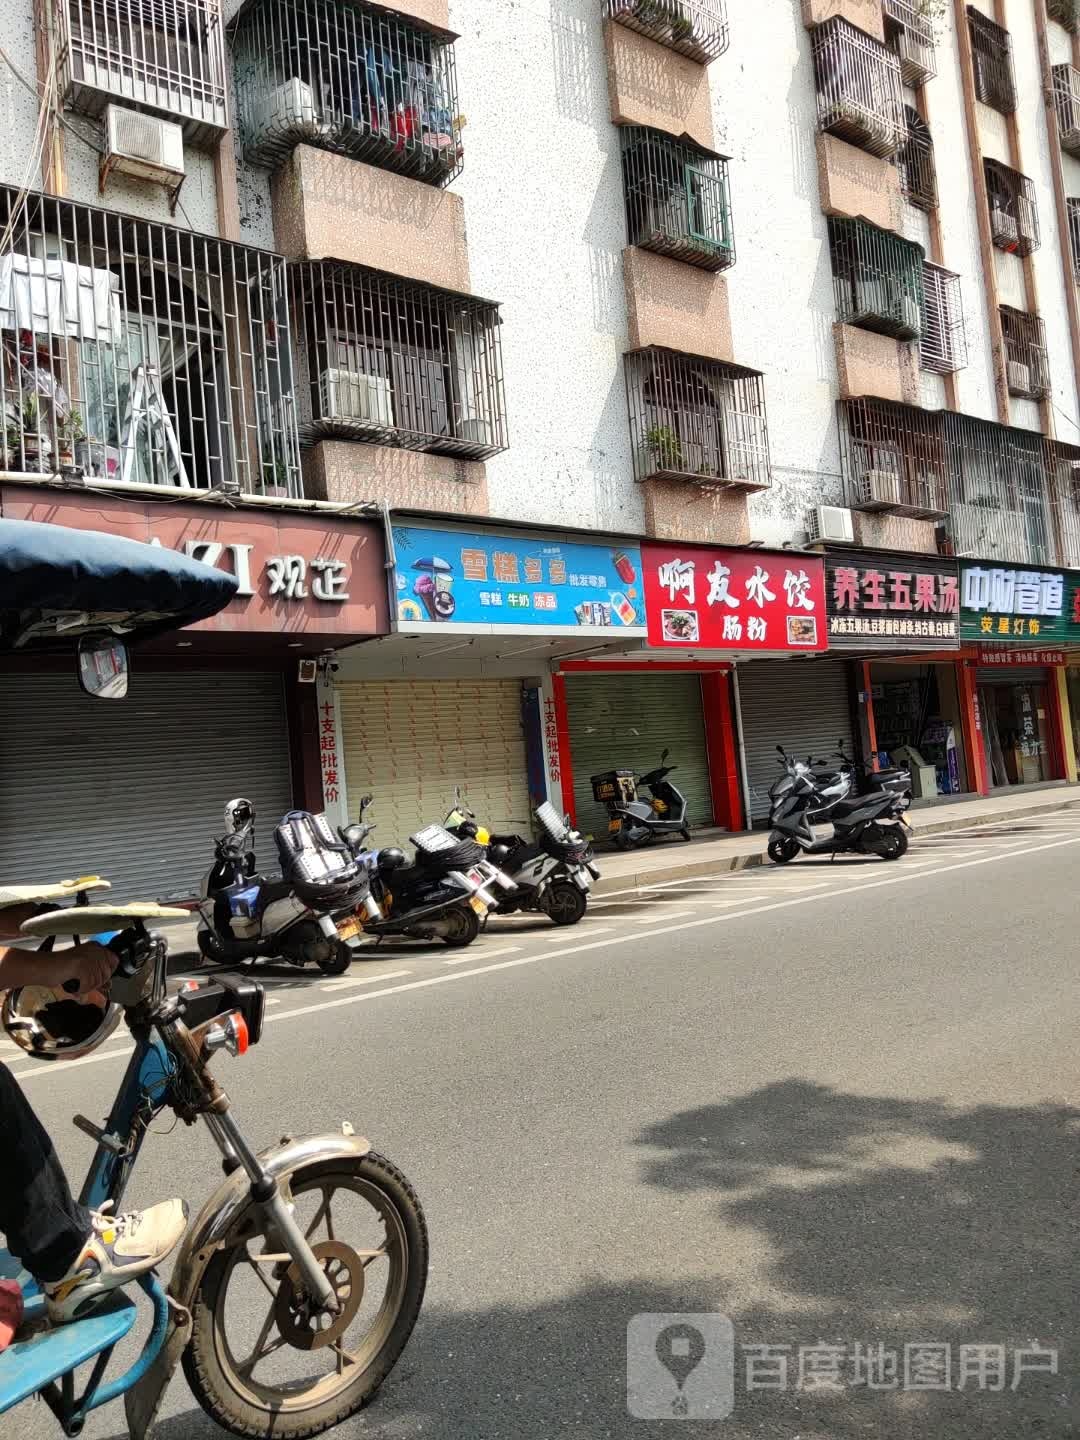 AZI 观芷
雪糕多多 批发零售
雪糕 牛奶 冻品
十支起批发价
十支起批发价
啊友水饺
肠粉
养生五果汤
中财管道
荧星灯饰
百度地图用户